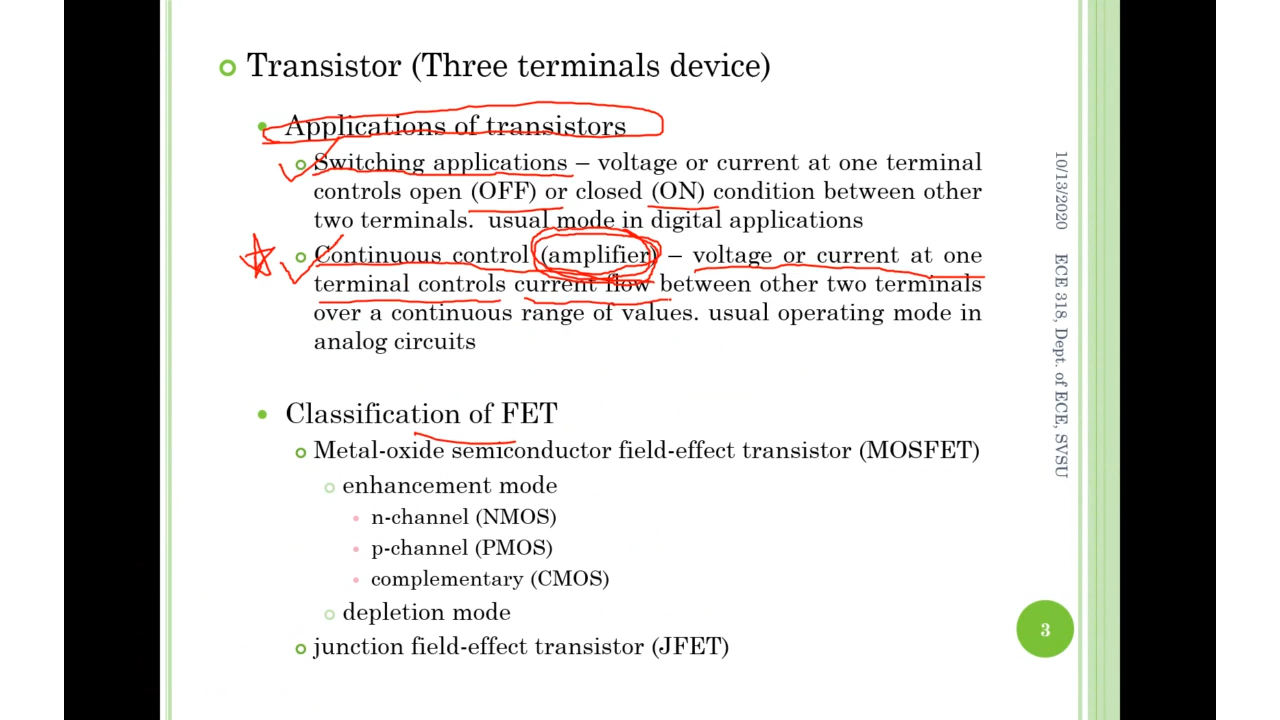 Transistor (Three terminals device)
Applications of transistors
Switching applications – voltage or current at one terminal
controls open (OFF) or closed (ON) condition between other
two terminals. usual mode in digital applications
Continuous control (amplifier) – voltage or current at one
terminal controls current flow between other two terminals
over a continuous range of values. usual operating mode in
analog circuits
Classification of FET
Metal-oxide semiconductor field-effect transistor (MOSFET)
enhancement mode
n-channel (NMOS)
p-channel (PMOS)
complementary (CMOS)
depletion mode
junction field-effect transistor (JFET)
10/13/2020 ECE 318, Dept. of ECE, SVSU
3